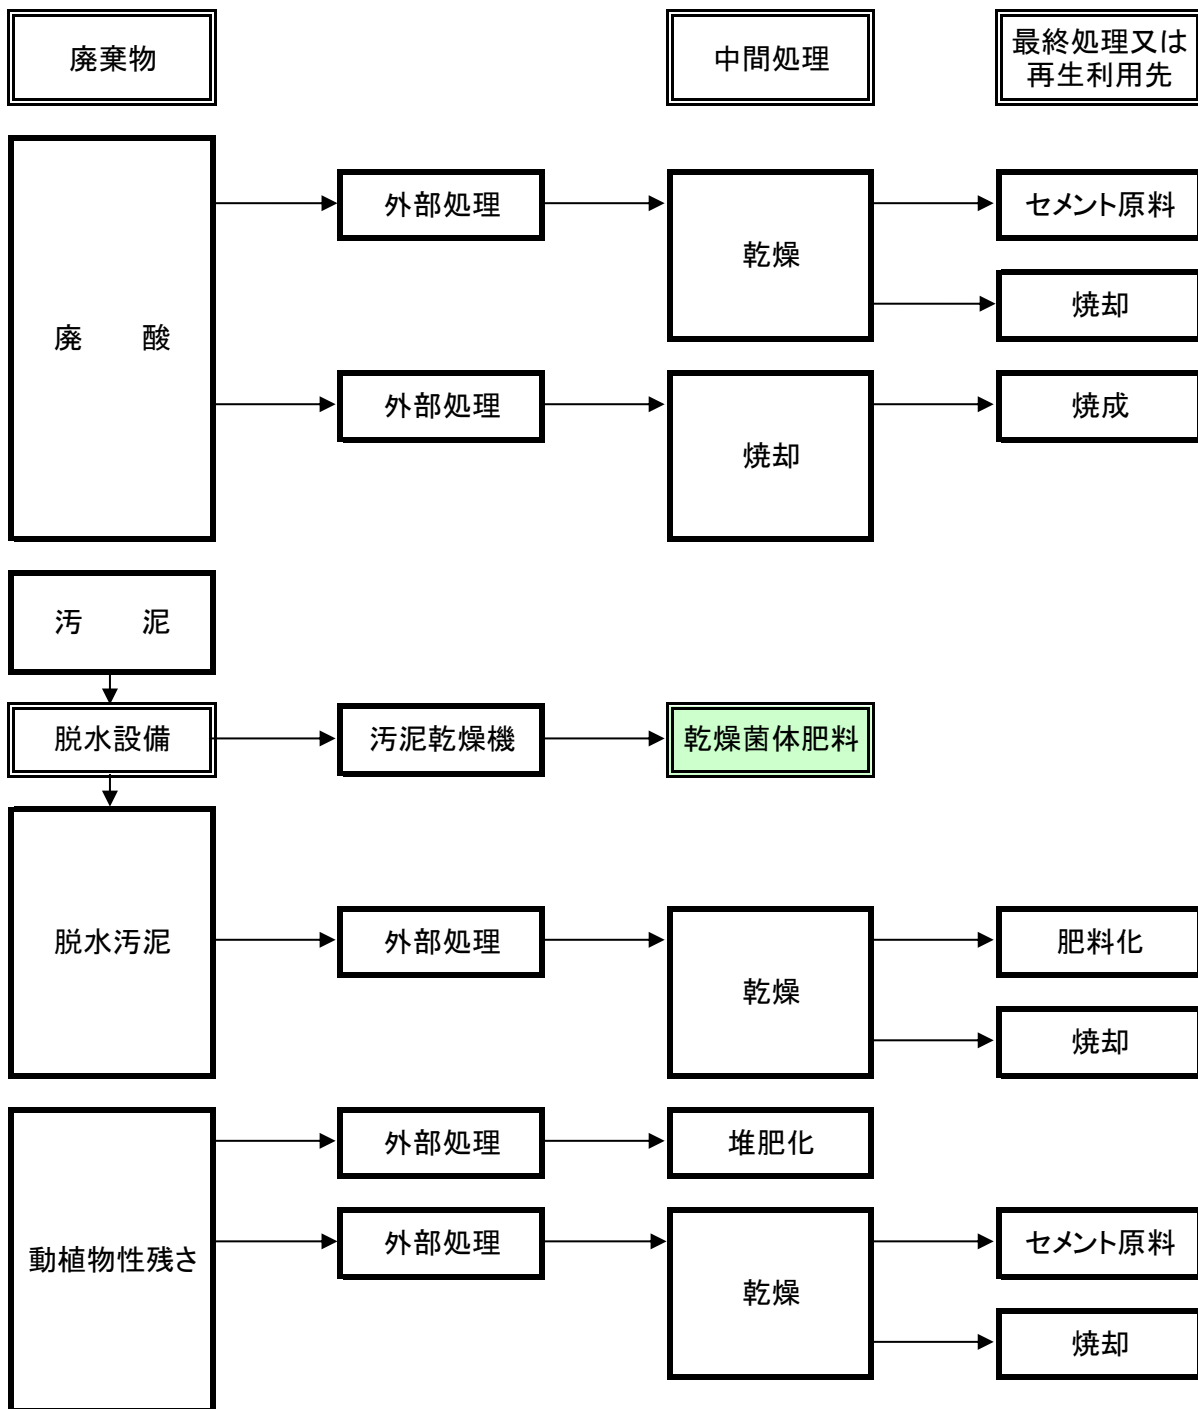 廃棄物
中間処理
最終処理又は
再生利用先
廃　　酸
外部処理
乾燥
セメント原料
焼却
外部処理
焼却
焼成
汚　　泥
脱水設備
汚泥乾燥機
乾燥菌体肥料
脱水汚泥
外部処理
乾燥
肥料化
焼却
動植物性残さ
外部処理
堆肥化
外部処理
乾燥
セメント原料
焼却